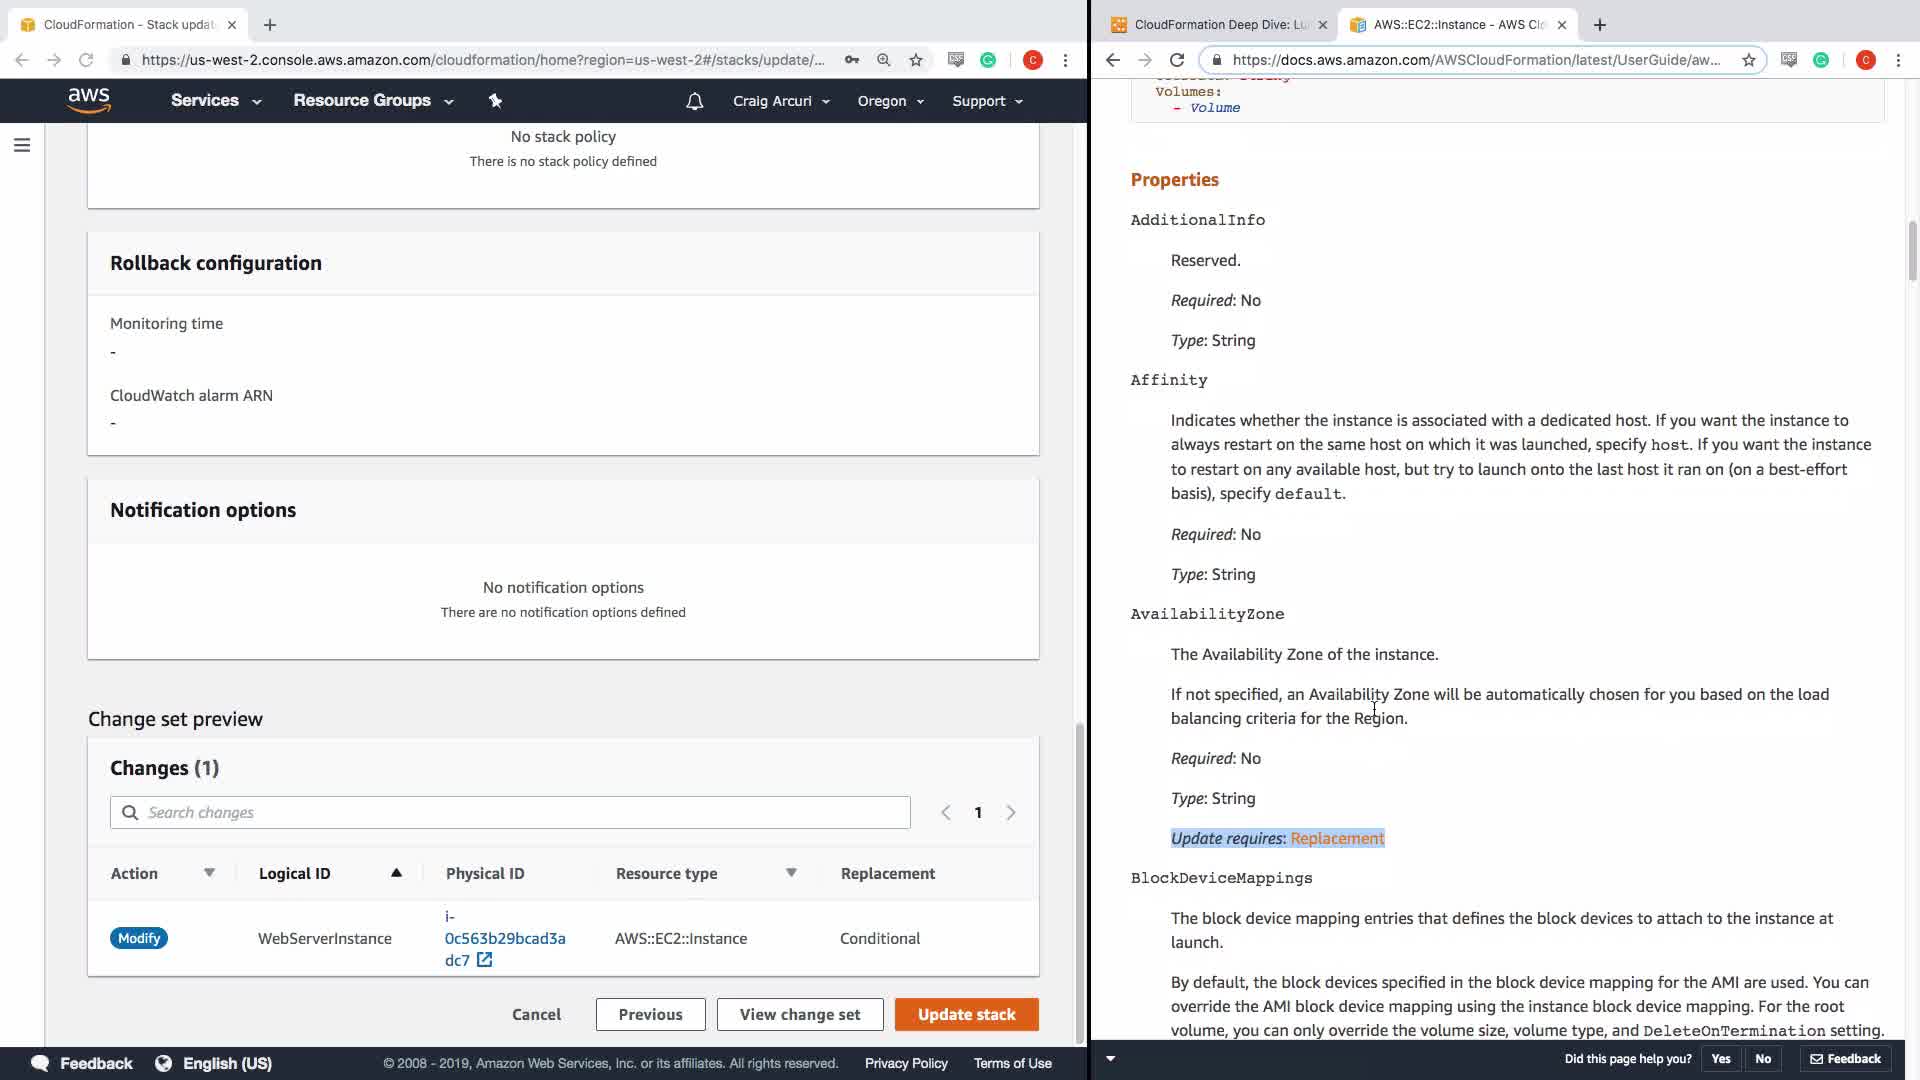 CloudFormation - Stack updat
CloudFormation Deep Dive: Lu
AWS::EC2::Instance - AWS Clo
https://us-west-2.console.aws.amazon.com/cloudformation/home?region=us-west-2#/stacks/update/...
C
https://docs.aws.amazon.com/AWSCloudFormation/latest/UserGuide/aw...
C
aws
Services
Resource Groups
Craig Arcuri
Oregon
Support
No stack policy
There is no stack policy defined
Rollback configuration
Monitoring time
-
CloudWatch alarm ARN
-
Notification options
No notification options
There are no notification options defined
Change set preview
Changes (1)
Search changes
1
Action
Logical ID
Physical ID
Resource type
Replacement
Modify
WebServerInstance
i-
0c563b29bcad3a
dc7
AWS::EC2::Instance
Conditional
Cancel
Previous
View change set
Update stack
Feedback
English (US)
© 2008 - 2019, Amazon Web Services, Inc. or its affiliates. All rights reserved.
Privacy Policy
Terms of Use
Volumes:
- Volume
Properties
AdditionalInfo
Reserved.
Required: No
Type: String
Affinity
Indicates whether the instance is associated with a dedicated host. If you want the instance to
always restart on the same host on which it was launched, specify host. If you want the instance
to restart on any available host, but try to launch onto the last host it ran on (on a best-effort
basis), specify default.
Required: No
Type: String
AvailabilityZone
The Availability Zone of the instance.
If not specified, an Availability Zone will be automatically chosen for you based on the load
balancing criteria for the Region.
Required: No
Type: String
Update requires: Replacement
BlockDeviceMappings
The block device mapping entries that defines the block devices to attach to the instance at
launch.
By default, the block devices specified in the block device mapping for the AMI are used. You can
override the AMI block device mapping using the instance block device mapping. For the root
volume, you can only override the volume size, volume type, and DeleteOnTermination setting.
Did this page help you?
Yes
No
Feedback